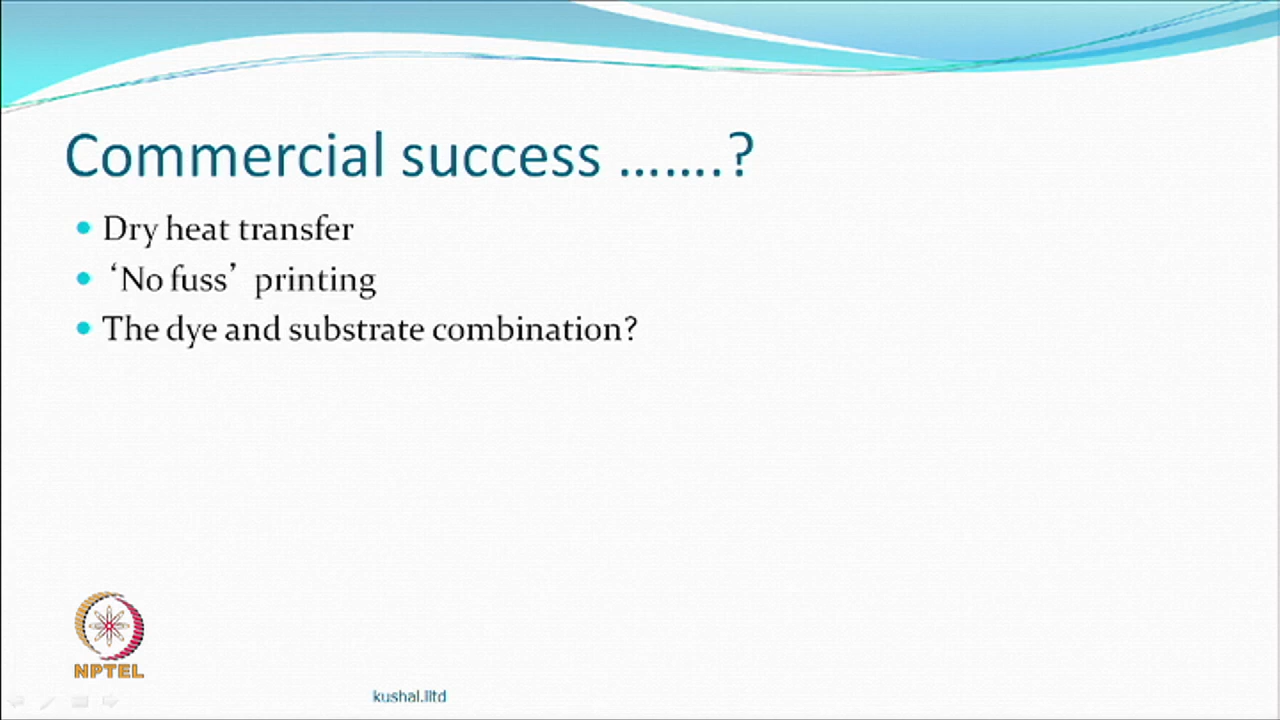 Commercial success …….?
Dry heat transfer
‘No fuss’ printing
The dye and substrate combination?
NPTEL
kushal.iitd